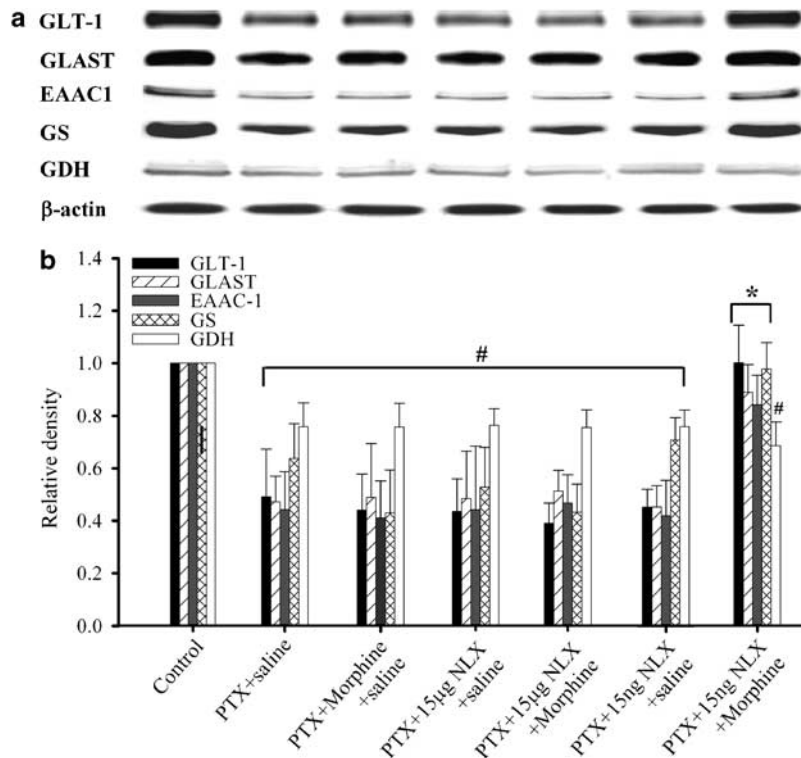 a
GLT-1
GLAST
EAAC1
GS
GDH
β-actin
b
GLT-1
GLAST
EAAC-1
GS
GDH
*
#
#
Relative density
1.4
1.2
1.0
0.8
0.6
0.4
0.2
0.0
Control
PTX+saline
PTX+Morphine
+saline
PTX+15μg NLX
+saline
PTX+15μg NLX
+Morphine
PTX+15ng NLX
+saline
PTX+15ng NLX
+Morphine